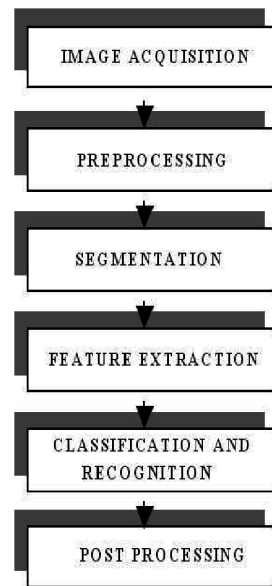 IMAGE ACQUISITION
PREPROCESSING
SEGMENTATION
FEATURE EXTRACTION
CLASSIFICATION AND
RECOGNITION
POST PROCESSING